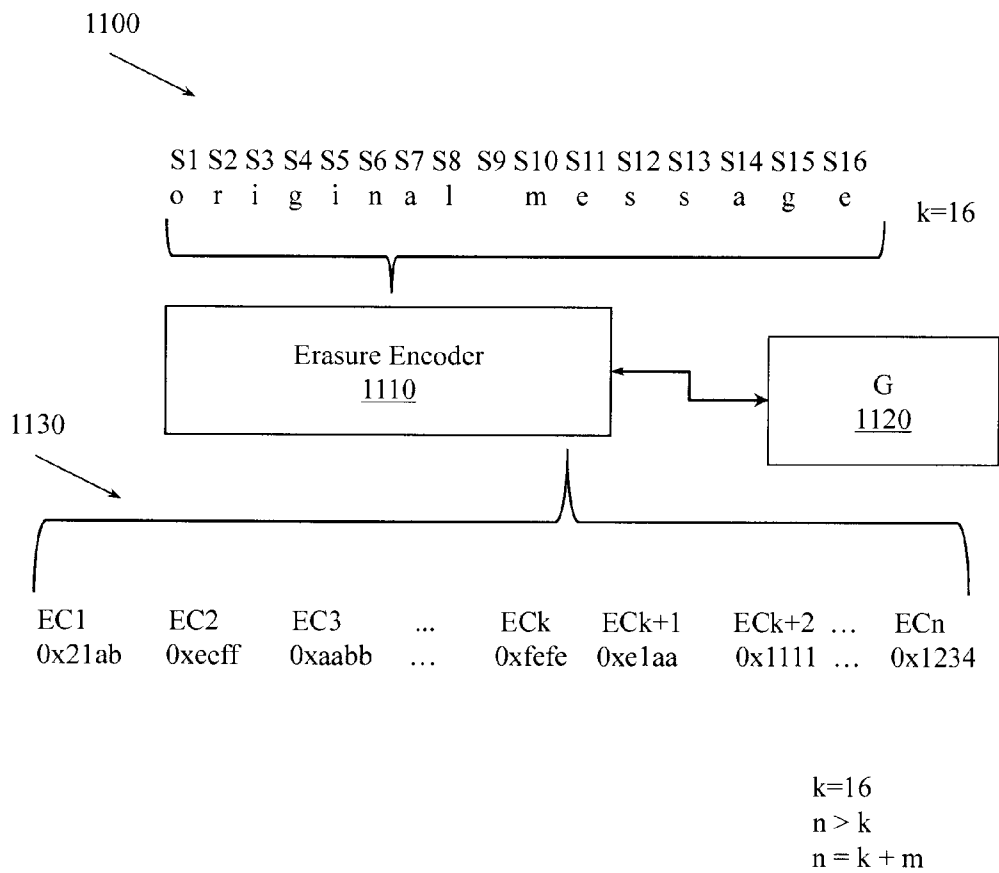 1100
S1 S2 S3 S4 S5 S6 S7 S8 S9 S10 S11 S12 S13 S14 S15 S16
o r i g i n a l m e s s a g e
k=16
Erasure Encoder
1110
G
1120
1130
EC1 EC2 EC3 ... ECk ECk+1 ECk+2 ... ECn
0x21ab 0xecff 0xaabb ... 0xfefe 0xe1aa 0x1111 ... 0x1234
k=16
n > k
n = k + m